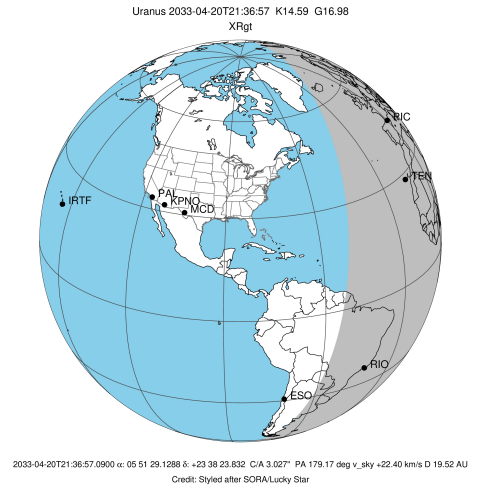 Uranus 2033-04-20T21:36:57 K14.59 G16.98
XRgt
RIC
TEN
IRTF
PAL
KPNO
MCD
RIO
ESO
2033-04-20T21:36:57.0900 α: 05 51 29.1288 δ: +23 38 23.832 C/A 3.027" PA 179.17 deg v_sky +22.40 km/s D 19.52 AU
Credit: Styled after SORA/Lucky Star